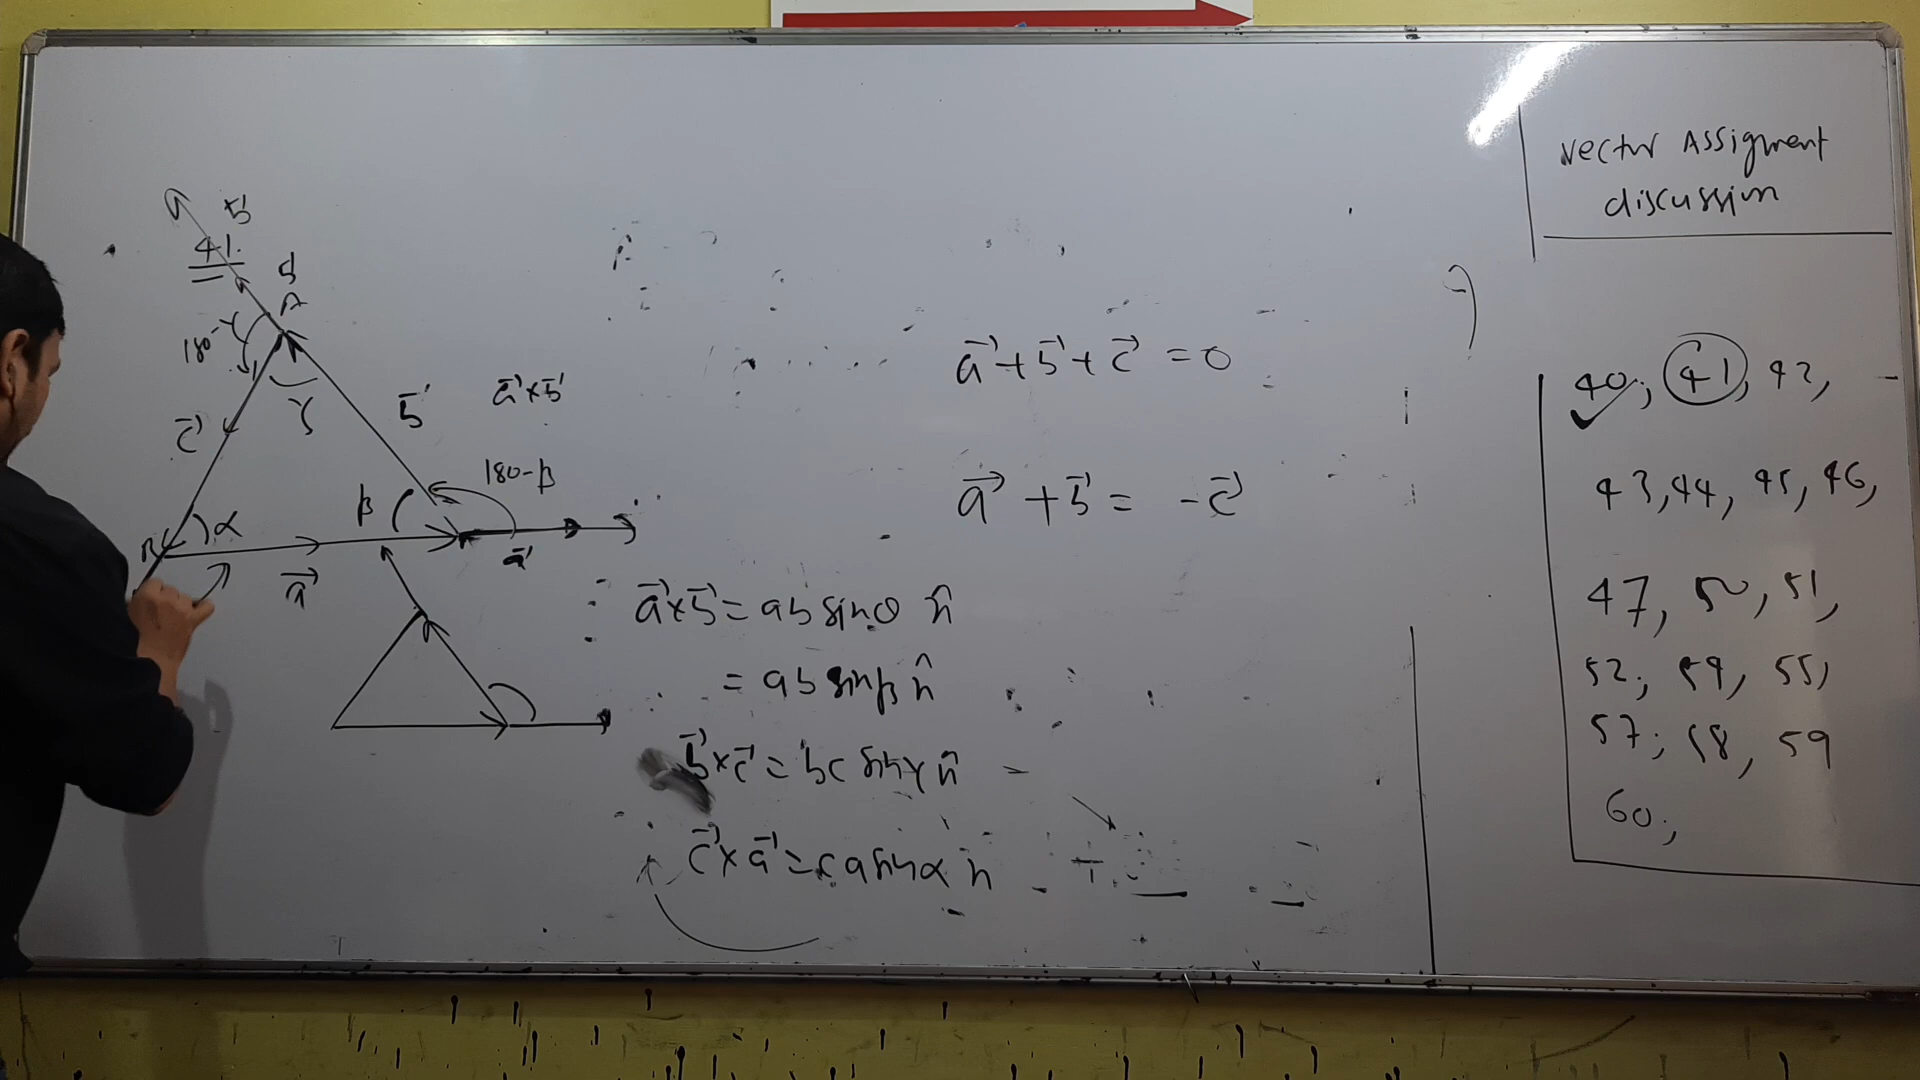 b⃗
41.
b⃗
A
180-γ
c⃗
γ
b⃗
a⃗×b⃗
180-β
β
B
α
a⃗
a⃗
a⃗+b⃗+c⃗ =0
a⃗ +b⃗ = -c⃗
a⃗×b⃗=ab sinθ n̂
= ab sinβ n̂
b⃗×c⃗ = bc sinγ n̂
c⃗×a⃗ = ca sinα n̂
Vector Assigment
discussion
40, 41, 42,
43,44, 45, 46,
47, 50, 51,
52, 54, 55,
57, 58, 59
60,